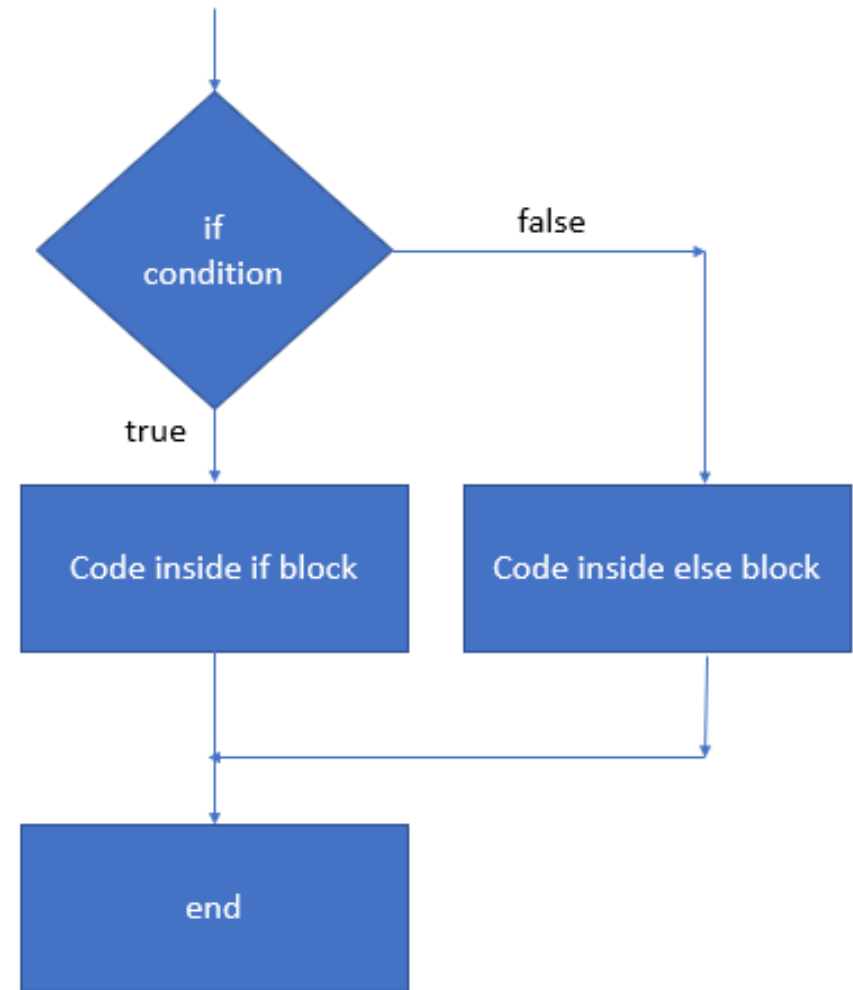 if
condition
false
true
Code inside if block
Code inside else block
end